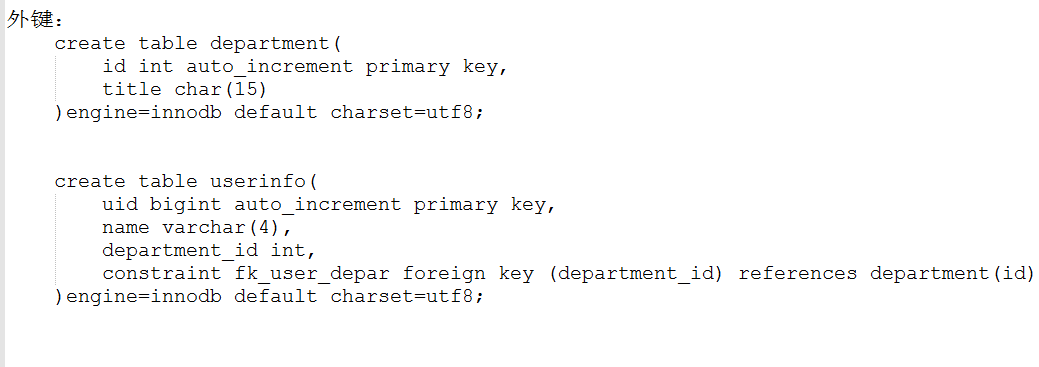 外键：
create table department(
id int auto_increment primary key,
title char(15)
)engine=innodb default charset=utf8;
create table userinfo(
uid bigint auto_increment primary key,
name varchar(4),
department_id int,
constraint fk_user_depar foreign key (department_id) references department(id)
)engine=innodb default charset=utf8;